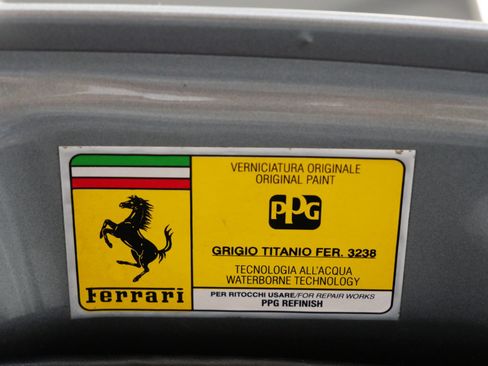 VERNICIATURA ORIGINALE
ORIGINAL PAINT
PPG
GRIGIO TITANIO FER. 3238
TECNOLOGIA ALL'ACQUA
WATERBORNE TECHNOLOGY
Ferrari
PER RITOCCHI USARE/FOR REPAIR WORKS
PPG REFINISH